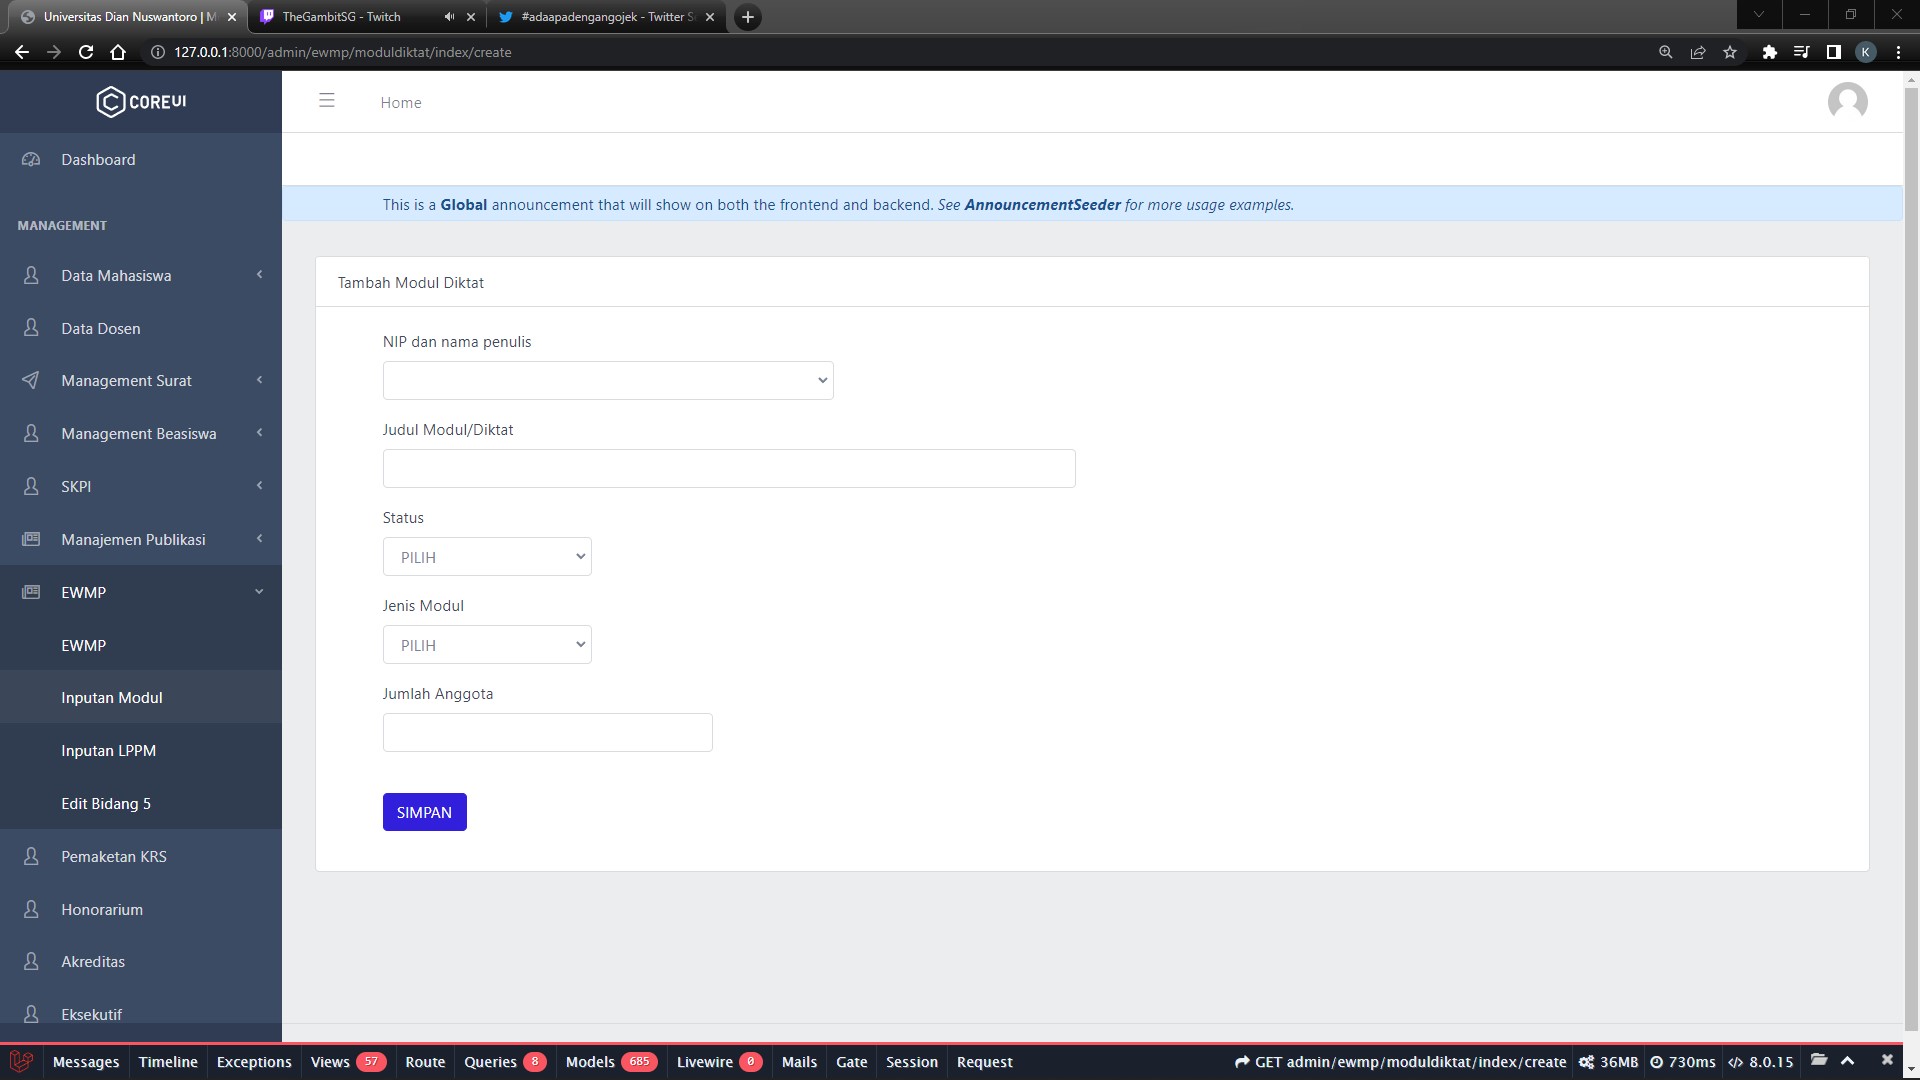 Universitas Dian Nuswantoro | M
TheGambitSG - Twitch
#adaapadengangojek - Twitter Se
127.0.0.1:8000/admin/ewmp/moduldiktat/index/create
K
COREUI
Home
Dashboard
This is a Global announcement that will show on both the frontend and backend. See AnnouncementSeeder for more usage examples.
MANAGEMENT
Data Mahasiswa
Data Dosen
Management Surat
Management Beasiswa
SKPI
Manajemen Publikasi
EWMP
EWMP
Inputan Modul
Inputan LPPM
Edit Bidang 5
Pemaketan KRS
Honorarium
Akreditas
Eksekutif
Tambah Modul Diktat
NIP dan nama penulis
Judul Modul/Diktat
Status
PILIH
Jenis Modul
PILIH
Jumlah Anggota
SIMPAN
Messages Timeline Exceptions Views 57 Route Queries 8 Models 685 Livewire 0 Mails Gate Session Request GET admin/ewmp/moduldiktat/index/create 36MB 730ms 8.0.15